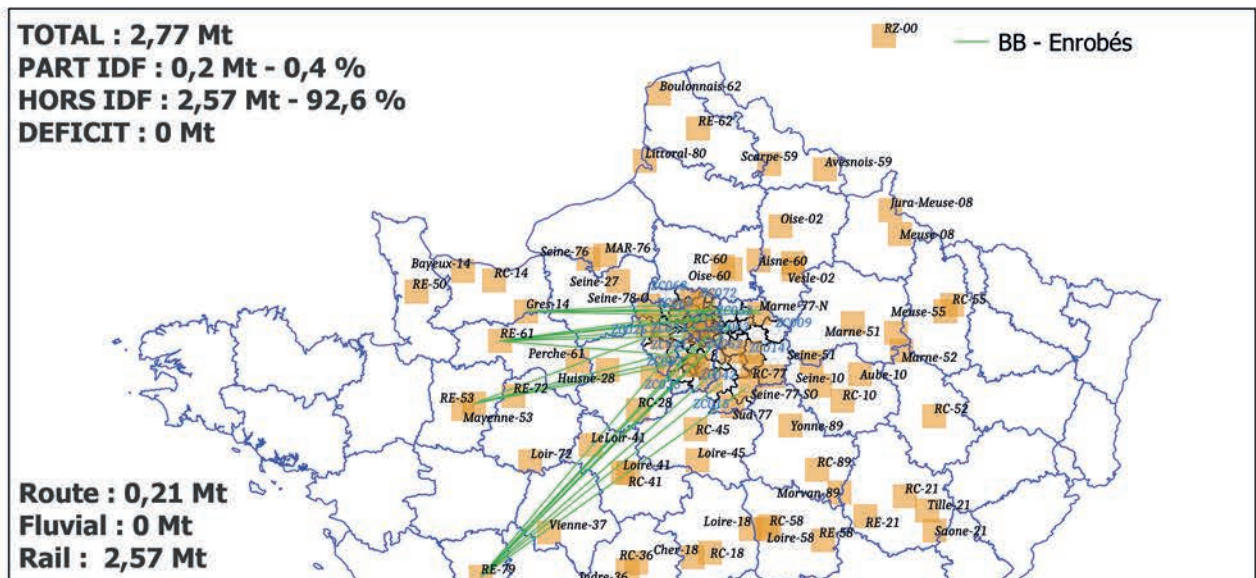 TOTAL : 2,77 Mt
PART IDF : 0,2 Mt - 0,4 %
HORS IDF : 2,57 Mt - 92,6 %
DEFICIT : 0 Mt
RZ-00
BB - Enrobés
Boulonnais-62
RE-62
Littoral-80
Scarpe-59
Avesnois-59
Jura-Meuse-08
Oise-02
Meuse-08
Seine-76
MAR-76
RC-60
Aisne-60
Bayeux-14
RC-14
Seine-27
Oise-60
Vesle-02
RE-50
Seine-78-O
ZC072
RC-55
Gres-14
Marne-77-N
Meuse-55
ZC009
Marne-51
RE-61
Perche-61
ZC014
Seine-51
Marne-52
Huisne-28
RC-77
Seine-10
Aube-10
RE-53
RE-72
Seine-77-SO
RC-10
Mayenne-53
RC-28
Sud-77
RC-52
RC-45
Yonne-89
LeLoir-41
Loir-72
Loire-41
Loire-45
RC-89
RC-41
Morvan-89
RC-21
Route : 0,21 Mt
Tille-21
Fluvial : 0 Mt
Vienne-37
Loire-18
RC-58
RE-21
Loire-58
RE-58
Saone-21
Rail : 2,57 Mt
RE-79
RC-36
Cher-18
RC-18
Indre-36